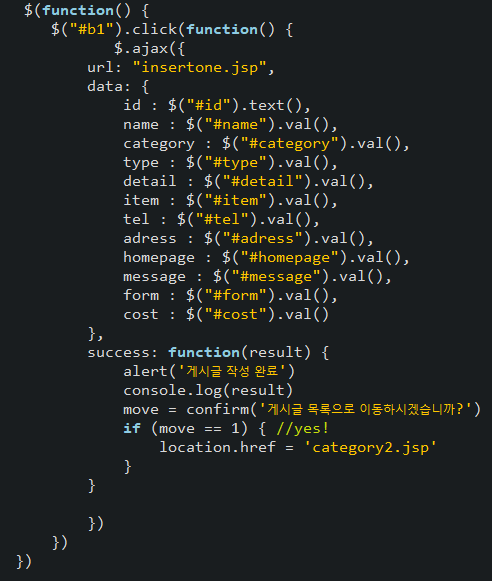 $(function() {
$("#b1").click(function() {
$.ajax({
url: "insertone.jsp",
data: {
id : $("#id").text(),
name : $("#name").val(),
category : $("#category").val(),
type : $("#type").val(),
detail : $("#detail").val(),
item : $("#item").val(),
tel : $("#tel").val(),
adress : $("#adress").val(),
homepage : $("#homepage").val(),
message : $("#message").val(),
form : $("#form").val(),
cost : $("#cost").val()
},
success: function(result) {
alert('게시글 작성 완료')
console.log(result)
move = confirm('게시글 목록으로 이동하시겠습니까?')
if (move == 1) { //yes!
location.href = 'category2.jsp'
}
}
})
})
})